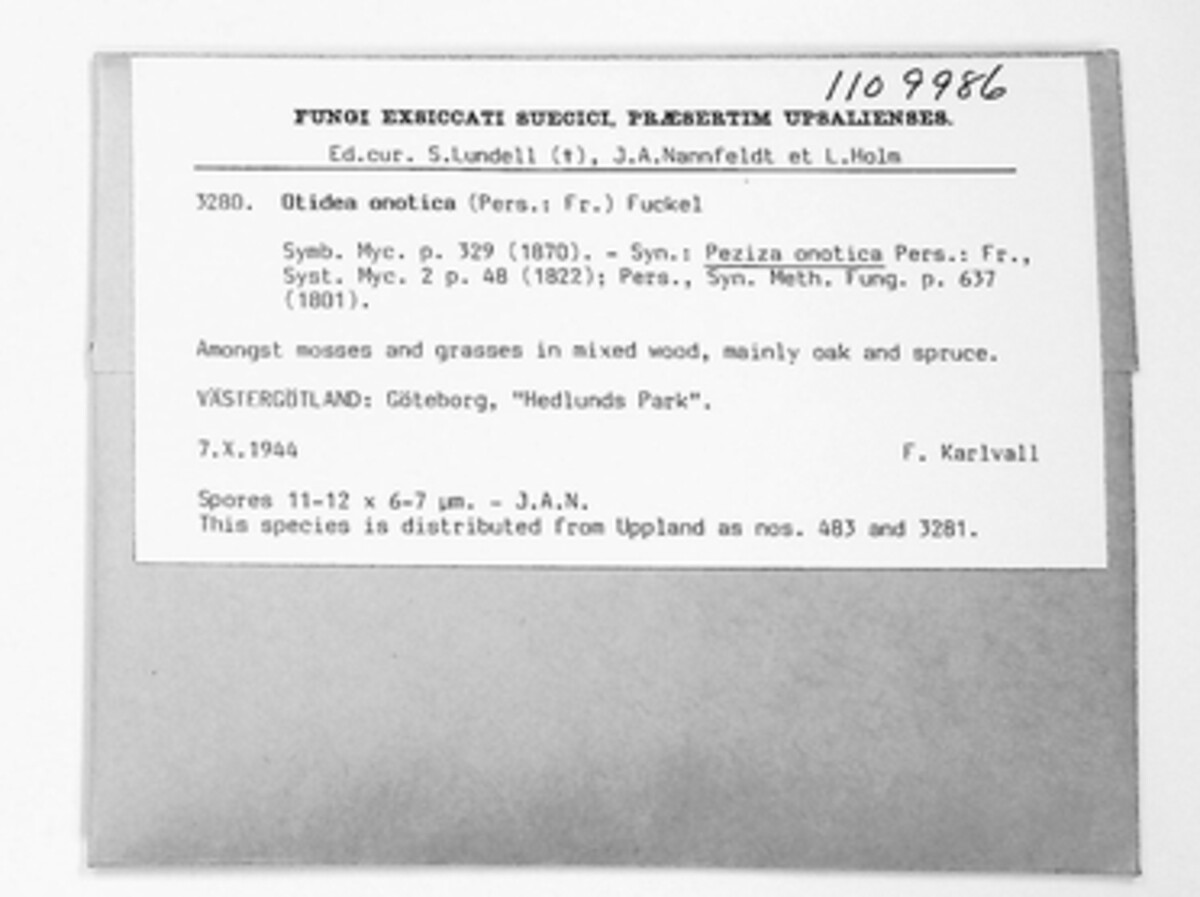 1109986
FUNGI EXSICCATI SUECICI, PRÆSERTIM UPSALIENSES.
Ed.cur. S.Lundell (†), J.A.Nannfeldt et L.Holm
3280. Otidea onotica (Pers.: Fr.) Fuckel
Symb. Myc. p. 329 (1870). - Syn.: Peziza onotica Pers.: Fr.,
Syst. Myc. 2 p. 48 (1822); Pers., Syn. Meth. Fung. p. 637
(1801).
Amongst mosses and grasses in mixed wood, mainly oak and spruce.
VÄSTERGÖTLAND: Göteborg, "Hedlunds Park".
7.X.1944 F. Karlvall
Spores 11-12 x 6-7 µm. - J.A.N.
This species is distributed from Uppland as nos. 483 and 3281.